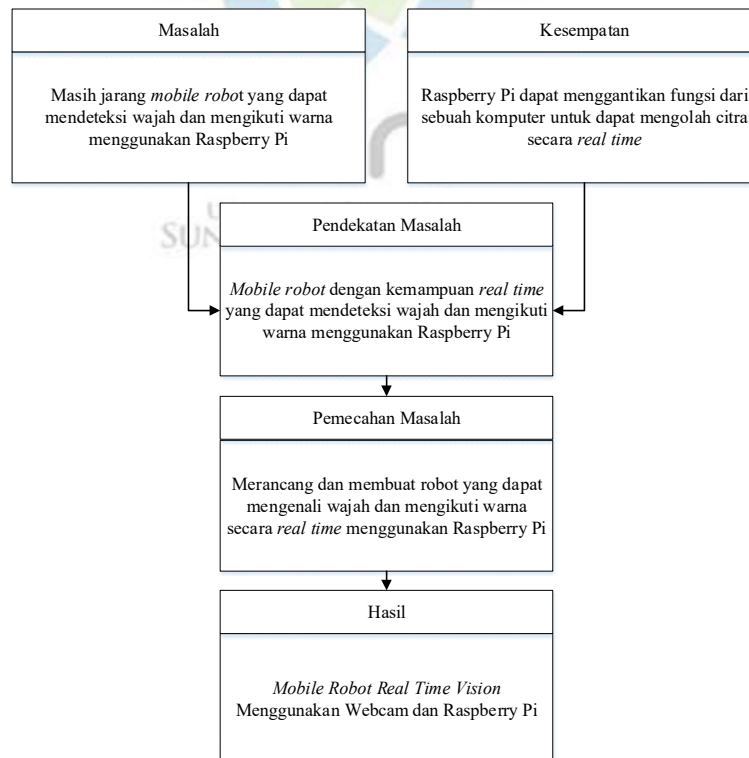 Masalah
Masih jarang mobile robot yang dapat
mendeteksi wajah dan mengikuti warna
menggunakan Raspberry Pi
Kesempatan
Raspberry Pi dapat menggantikan fungsi dari
sebuah komputer untuk dapat mengolah citra
secara real time
SUN
Pendekatan Masalah
Mobile robot dengan kemampuan real time
yang dapat mendeteksi wajah dan mengikuti
warna menggunakan Raspberry Pi
Pemecahan Masalah
Merancang dan membuat robot yang dapat
mengenali wajah dan mengikuti warna
secara real time menggunakan Raspberry Pi
Hasil
Mobile Robot Real Time Vision
Menggunakan Webcam dan Raspberry Pi